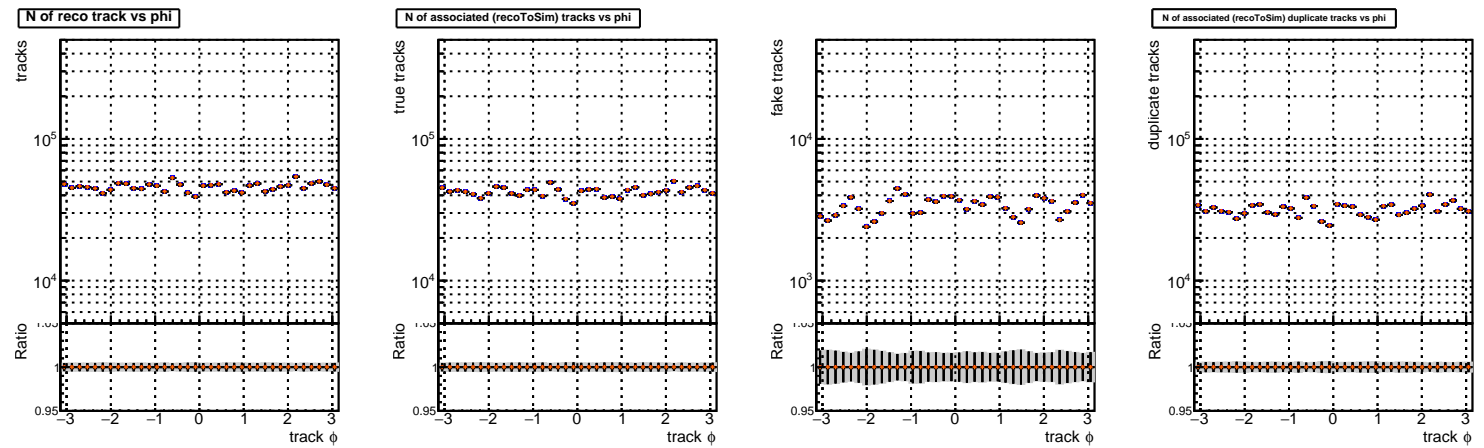 N of reco track vs phi
tracks
10^5
10^4
Ratio
1
0.95
−3 −2 −1 0 1 2 3
track ϕ
N of associated (recoToSim) tracks vs phi
true tracks
10^5
10^4
Ratio
1
0.95
−3 −2 −1 0 1 2 3
track ϕ
fake tracks
10^4
10^3
Ratio
1
0.95
−3 −2 −1 0 1 2 3
track ϕ
N of associated (recoToSim) duplicate tracks vs phi
duplicate tracks
10^5
10^4
Ratio
1
0.95
−3 −2 −1 0 1 2 3
track ϕ